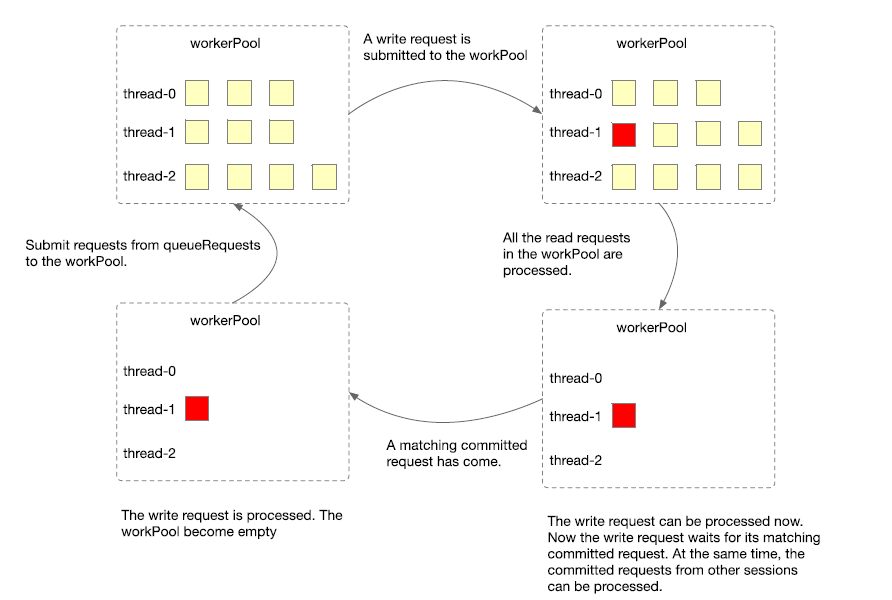 workerPool
thread-0
thread-1
thread-2
A write request is
submitted to the workPool
workerPool
thread-0
thread-1
thread-2
All the read requests
in the workPool are
processed.
workerPool
thread-0
thread-1
thread-2
The write request can be processed now.
Now the write request waits for its matching
committed request. At the same time, the
committed requests from other sessions
can be processed.
A matching committed
request has come.
workerPool
thread-0
thread-1
thread-2
The write request is processed. The
workPool become empty
Submit requests from queueRequests
to the workPool.